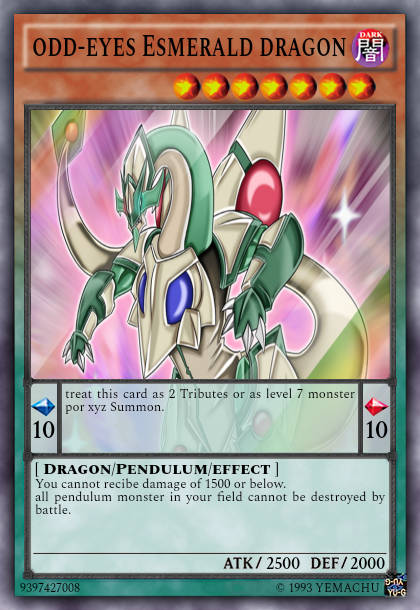 ODD-EYES ESMERALD DRAGON
DARK
闇
treat this card as 2 Tributes or as level 7 monster
por xyz Summon.
10
10
[ DRAGON/PENDULUM/EFFECT ]
You cannot recibe damage of 1500 or below.
all pendulum monster in your field cannot be destroyed by
battle.
ATK/ 2500 DEF/ 2000
9397427008
© 1993 YEMACHU